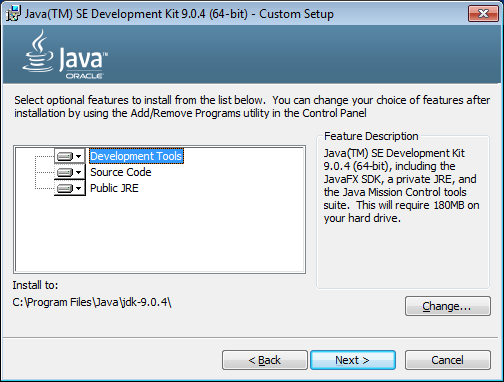 Java(TM) SE Development Kit 9.0.4 (64-bit) - Custom Setup
Java™
ORACLE
Select optional features to install from the list below. You can change your choice of features after
installation by using the Add/Remove Programs utility in the Control Panel
Development Tools
Source Code
Public JRE
Feature Description
Java(TM) SE Development Kit
9.0.4 (64-bit), including the
JavaFX SDK, a private JRE, and
the Java Mission Control tools
suite. This will require 180MB on
your hard drive.
Install to:
C:\Program Files\Java\jdk-9.0.4\
Change...
< Back
Next >
Cancel